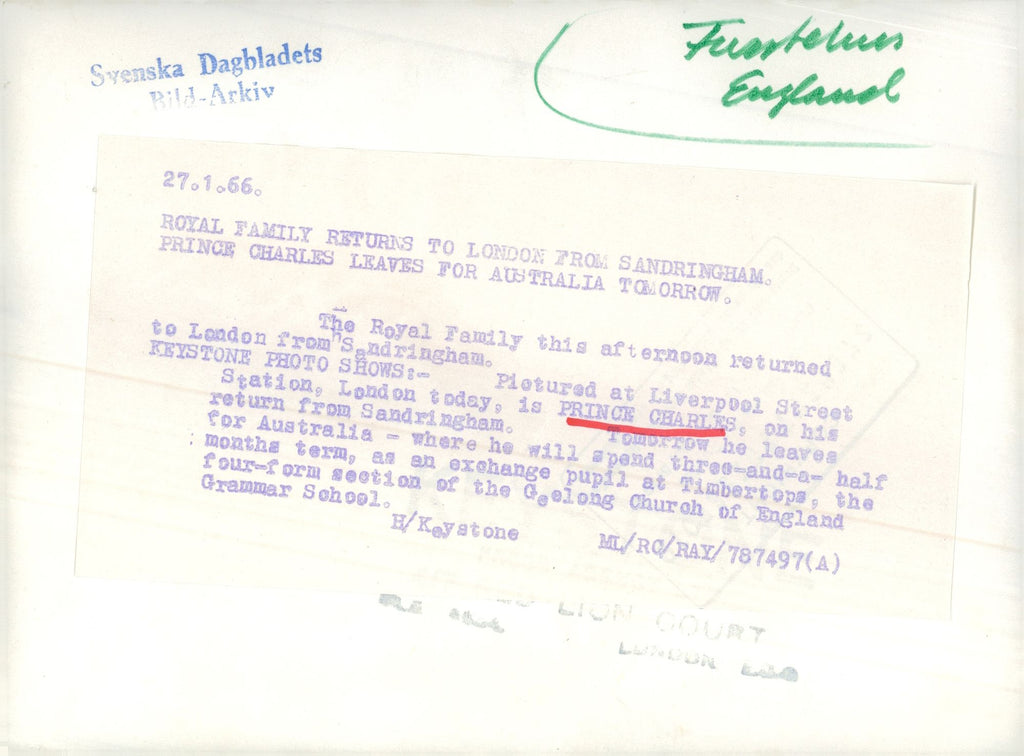 Svenska Dagbladets
Bild-Arkiv
England
27.1.66.
ROYAL FAMILY RETURNS TO LONDON FROM SANDRINGHAM.
PRINCE CHARLES LEAVES FOR AUSTRALIA TOMORROW.
The Royal Family this afternoon returned
to London from Sandringham.
KEYSTONE PHOTO SHOWS:- Pictured at Liverpool Street
Station, London today, is PRINCE CHARLES, on his
return from Sandringham. Tomorrow he leaves
for Australia - where he will spend three-and-a- half
months term, as an exchange pupil at Timbertops, the
four-form section of the Geelong Church of England
Grammar School.
H/Keystone ML/RC/RAY/787497(A)
LION COURT
LONDON